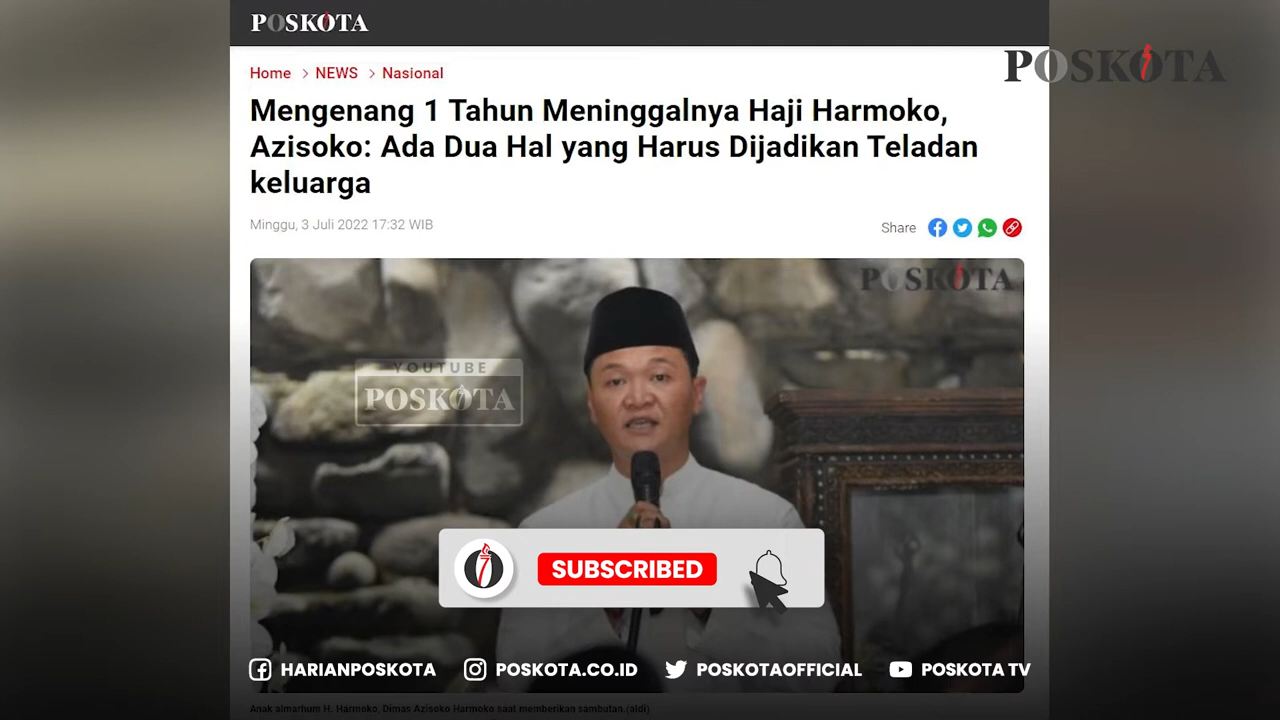 POSKOTA
POSKOTA
Home > NEWS > Nasional
Mengenang 1 Tahun Meninggalnya Haji Harmoko,
Azisoko: Ada Dua Hal yang Harus Dijadikan Teladan
keluarga
Minggu, 3 Juli 2022 17:32 WIB
Share
POSKOTA
YOUTUBE
POSKOTA
SUBSCRIBED
HARIANPOSKOTA
POSKOTA.CO.ID
POSKOTAOFFICIAL
POSKOTA TV
Anak almarhum H. Harmoko, Dimas Azisoko Harmoko saat memberikan sambutan.(aldi)